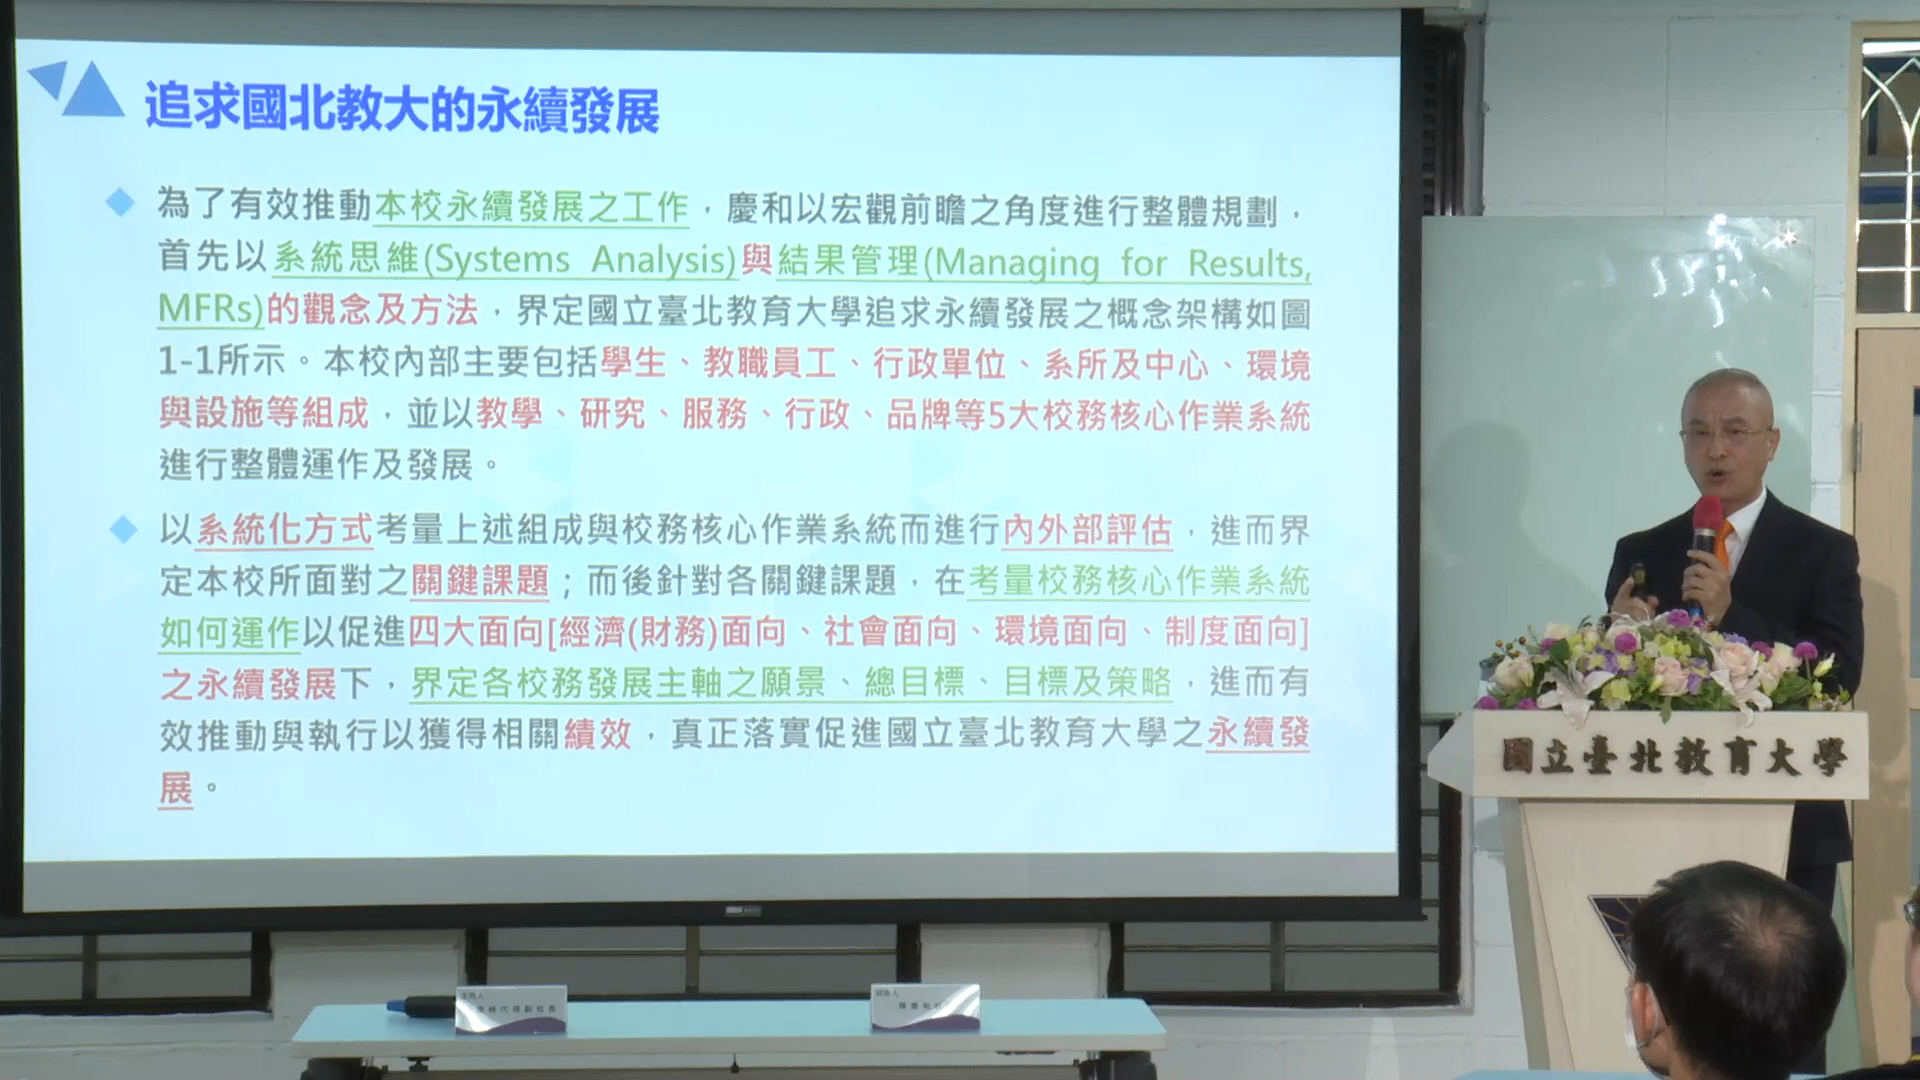 追求國北教大的永續發展
為了有效推動本校永續發展之工作，慶和以宏觀前瞻之角度進行整體規劃，
首先以系統思維(Systems Analysis)與結果管理(Managing for Results,
MFRs)的觀念及方法，界定國立臺北教育大學追求永續發展之概念架構如圖
1-1所示。本校內部主要包括學生、教職員工、行政單位、系所及中心、環境
與設施等組成，並以教學、研究、服務、行政、品牌等5大校務核心作業系統
進行整體運作及發展。
以系統化方式考量上述組成與校務核心作業系統而進行內外部評估，進而界
定本校所面對之關鍵課題；而後針對各關鍵課題，在考量校務核心作業系統
如何運作以促進四大面向[經濟(財務)面向、社會面向、環境面向、制度面向]
之永續發展下，界定各校務發展主軸之願景、總目標、目標及策略，進而有
效推動與執行以獲得相關績效，真正落實促進國立臺北教育大學之永續發
展。
國立臺北教育大學